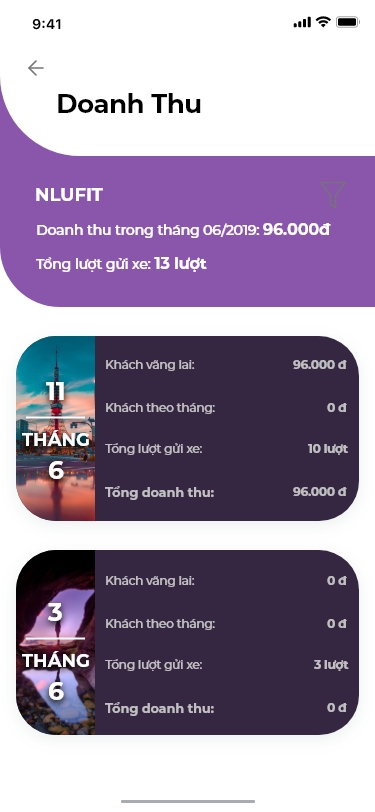 9:41
Doanh Thu
NLUFIT
Doanh thu trong tháng 06/2019: 96.000đ
Tổng lượt gửi xe: 13 lượt
11
THÁNG
6
Khách vãng lai: 96.000 đ
Khách theo tháng: 0 đ
Tổng lượt gửi xe: 10 lượt
Tổng doanh thu: 96.000 đ
3
THÁNG
6
Khách vãng lai: 0 đ
Khách theo tháng: 0 đ
Tổng lượt gửi xe: 3 lượt
Tổng doanh thu: 0 đ